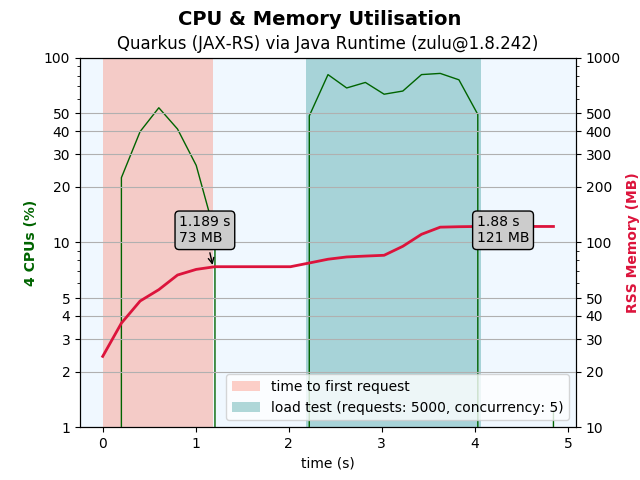 CPU & Memory Utilisation
Quarkus (JAX-RS) via Java Runtime (zulu@1.8.242)
100
50
40
30
20
10
5
4
3
2
1
4 CPUs (%)
1000
500
400
300
200
100
50
40
30
20
10
RSS Memory (MB)
1.189 s
73 MB
1.88 s
121 MB
time to first request
load test (requests: 5000, concurrency: 5)
0
1
2
3
4
5
time (s)